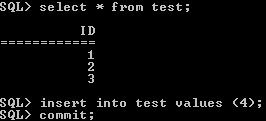 SQL> select * from test;
ID
============
1
2
3
SQL> insert into test values (4);
SQL> commit;